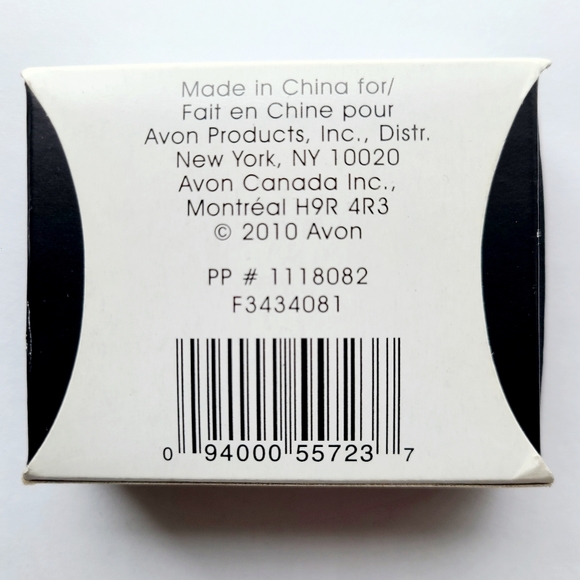 Made in China for/
Fait en Chine pour
Avon Products, Inc., Distr.
New York, NY 10020
Avon Canada Inc.,
Montréal H9R 4R3
© 2010 Avon
PP # 1118082
F3434081
0 94000 55723 7